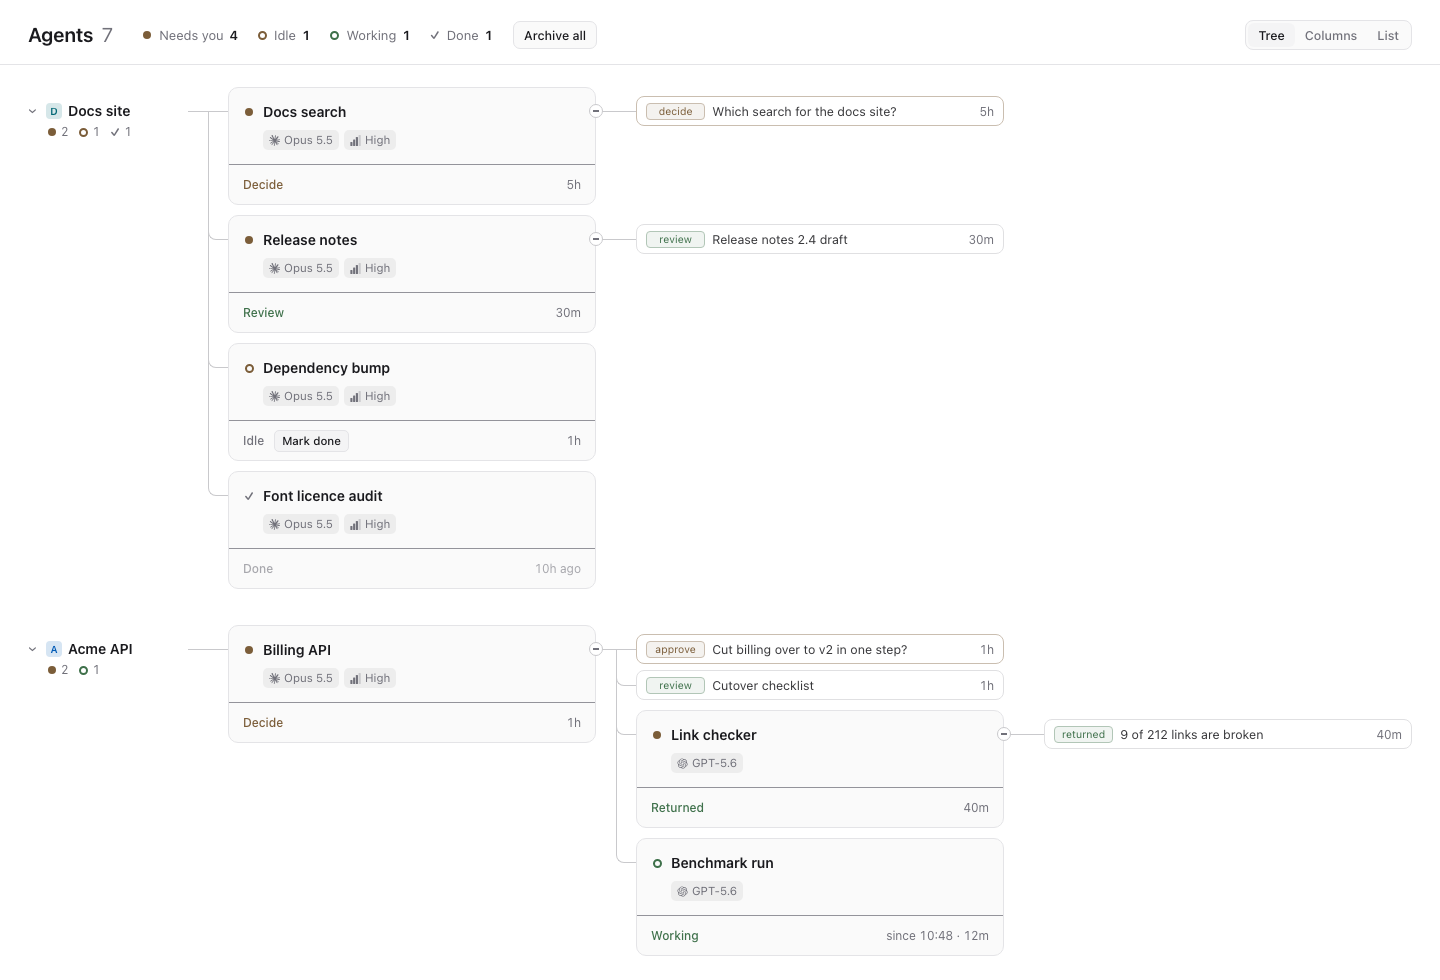 Agents 7
Needs you 4
Idle 1
Working 1
Done 1
Archive all
Tree
Columns
List
D Docs site
2 1 1
Docs search
Opus 5.5 High
Decide 5h
decide Which search for the docs site? 5h
Release notes
Opus 5.5 High
Review 30m
review Release notes 2.4 draft 30m
Dependency bump
Opus 5.5 High
Idle Mark done 1h
Font licence audit
Opus 5.5 High
Done 10h ago
A Acme API
2 1
Billing API
Opus 5.5 High
Decide 1h
approve Cut billing over to v2 in one step? 1h
review Cutover checklist 1h
Link checker
GPT-5.6
Returned 40m
returned 9 of 212 links are broken 40m
Benchmark run
GPT-5.6
Working since 10:48 · 12m